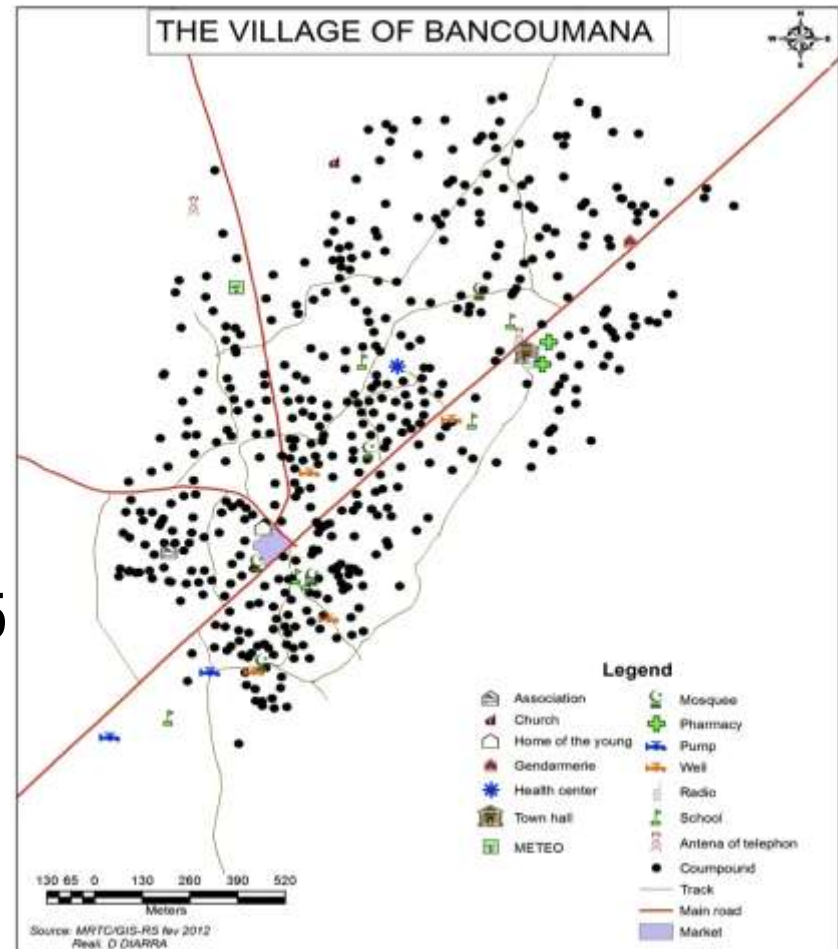 THE VILLAGE OF BANCOUMANA
N
W
E
S
5
Legend
Association
Church
Home of the young
Gendarmerie
Health center
Town hall
METEO
Mosquee
Pharmacy
Pump
Well
Radio
School
Antena of telephon
Coumpound
Track
Main road
Market
130 65 0 130 260 390 520
Meters
Source: MRTC/GIS-RS fev 2012
Reali. D DIARRA